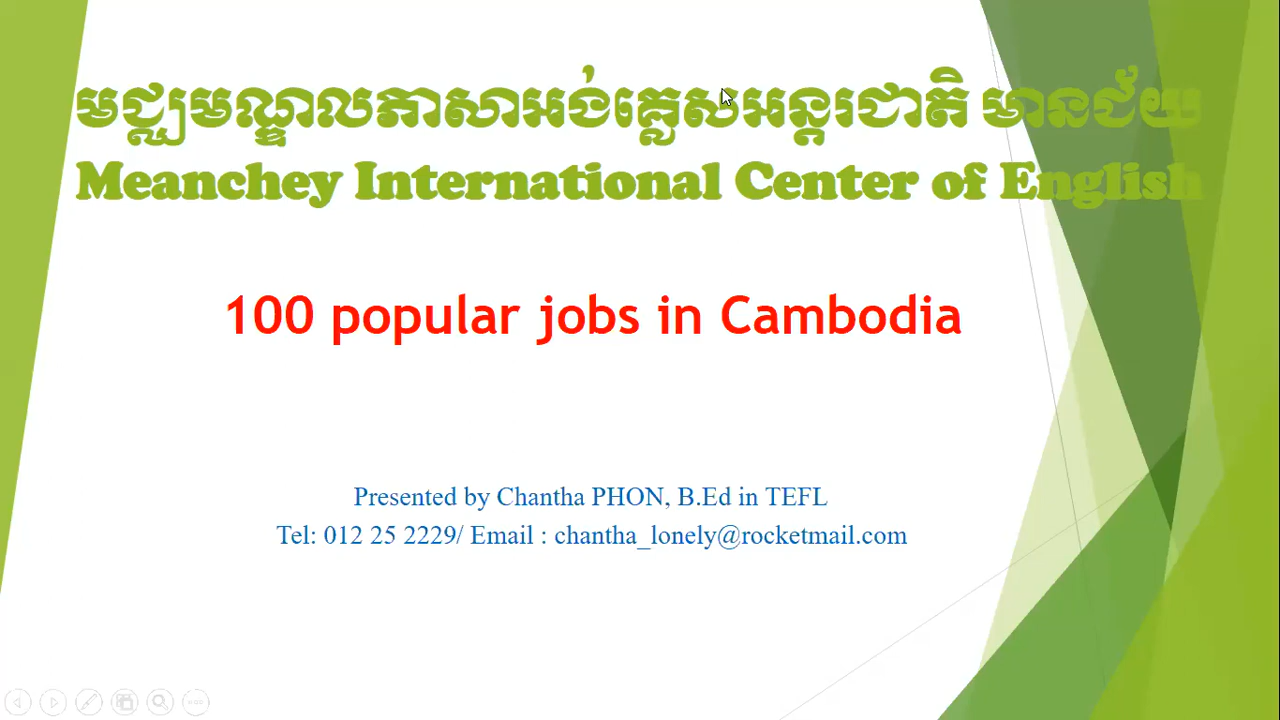 មជ្ឈមណ្ឌលភាសាអង់គ្លេសអន្តរជាតិ មានជ័យ
Meanchey International Center of English
100 popular jobs in Cambodia
Presented by Chantha PHON, B.Ed in TEFL
Tel: 012 25 2229/ Email : chantha_lonely@rocketmail.com